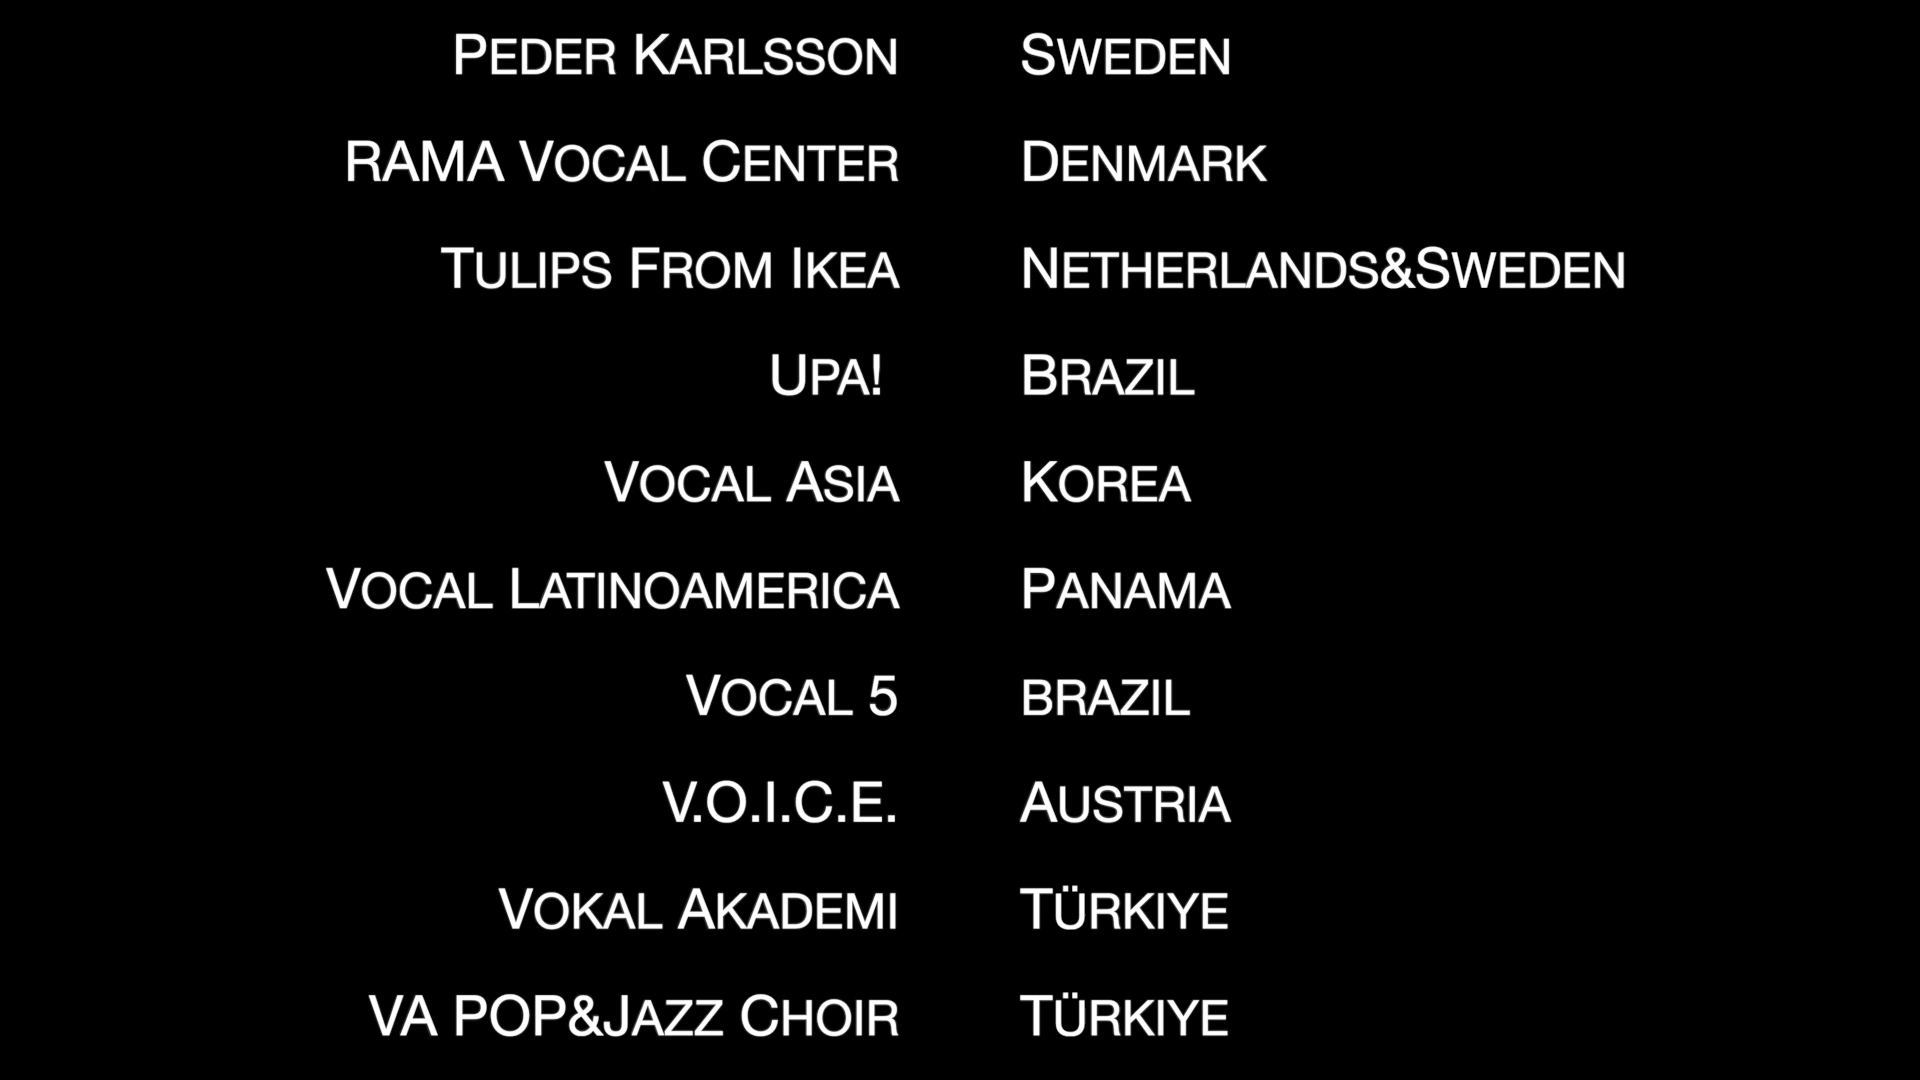 PEDER KARLSSON SWEDEN
RAMA VOCAL CENTER DENMARK
TULIPS FROM IKEA NETHERLANDS&SWEDEN
UPA! BRAZIL
VOCAL ASIA KOREA
VOCAL LATINOAMERICA PANAMA
VOCAL 5 BRAZIL
V.O.I.C.E. AUSTRIA
VOKAL AKADEMI TÜRKIYE
VA POP&JAZZ CHOIR TÜRKIYE